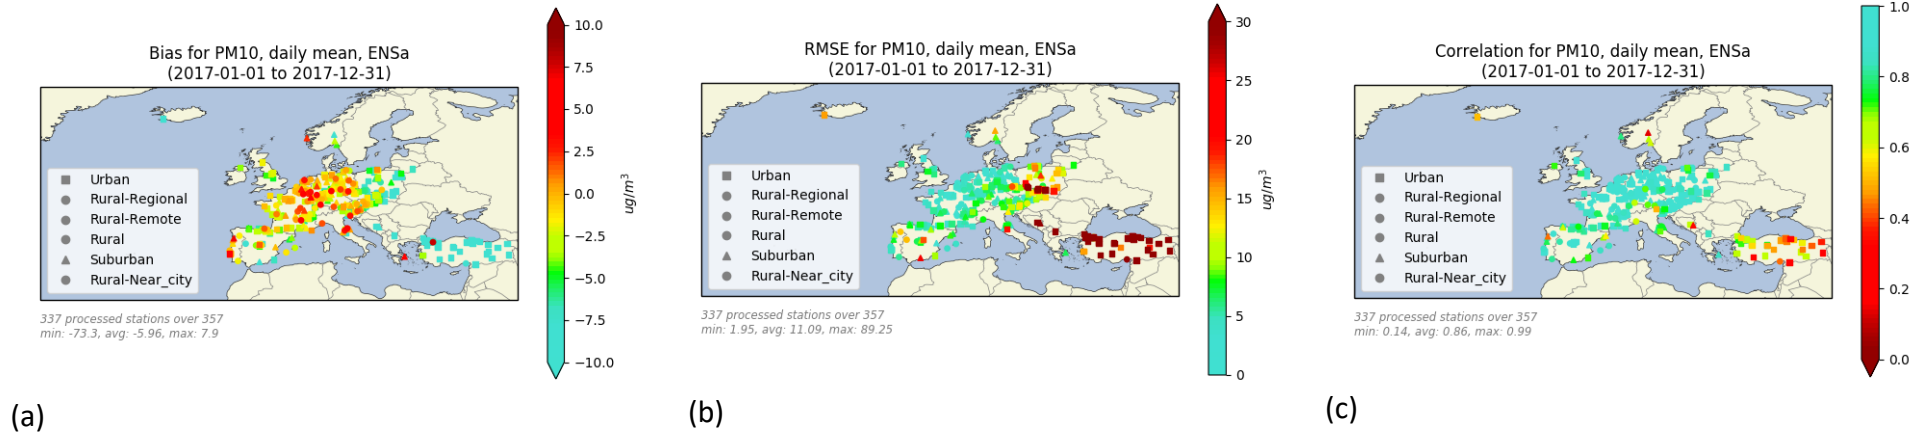 Bias for PM10, daily mean, ENSa
(2017-01-01 to 2017-12-31)
Urban
Rural-Regional
Rural-Remote
Rural
Suburban
Rural-Near_city
337 processed stations over 357
min: -73.3, avg: -5.96, max: 7.9
10.0
7.5
5.0
2.5
0.0
−2.5
−5.0
−7.5
−10.0
ug/m³
(a)
RMSE for PM10, daily mean, ENSa
(2017-01-01 to 2017-12-31)
Urban
Rural-Regional
Rural-Remote
Rural
Suburban
Rural-Near_city
337 processed stations over 357
min: 1.95, avg: 11.09, max: 89.25
30
25
20
15
10
5
0
ug/m³
(b)
Correlation for PM10, daily mean, ENSa
(2017-01-01 to 2017-12-31)
Urban
Rural-Regional
Rural-Remote
Rural
Suburban
Rural-Near_city
337 processed stations over 357
min: 0.14, avg: 0.86, max: 0.99
1.0
0.8
0.6
0.4
0.2
0.0
(c)